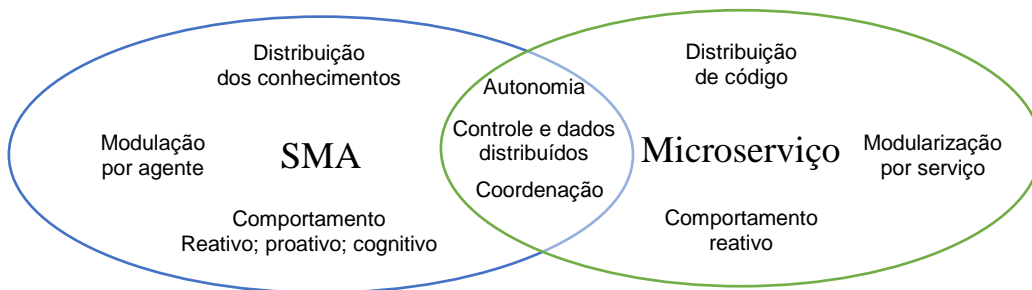 Distribuição
dos conhecimentos
Modulação
por agente
SMA
Comportamento
Reativo; proativo; cognitivo
Autonomia
Controle e dados
distribuídos
Coordenação
Distribuição
de código
Microserviço
Modularização
por serviço
Comportamento
reativo